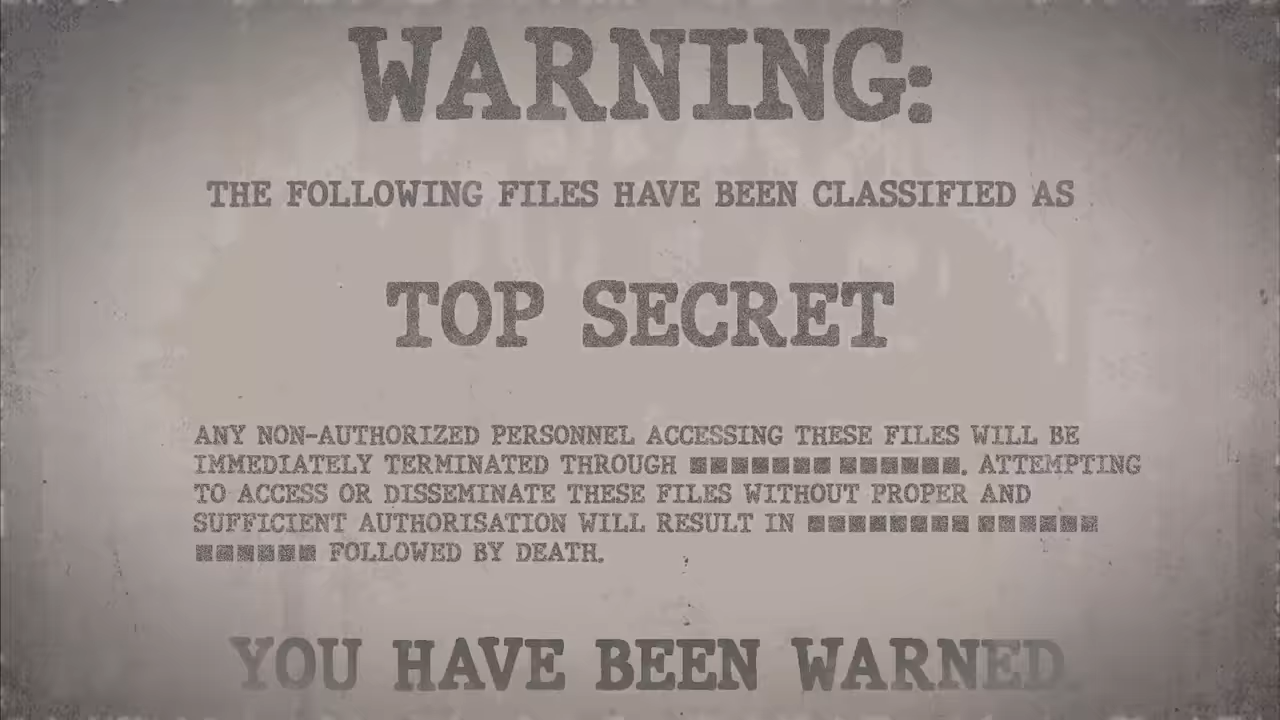 WARNING:
THE FOLLOWING FILES HAVE BEEN CLASSIFIED AS
TOP SECRET
ANY NON-AUTHORIZED PERSONNEL ACCESSING THESE FILES WILL BE
IMMEDIATELY TERMINATED THROUGH ■■■■■■■ ■■■■■■. ATTEMPTING
TO ACCESS OR DISSEMINATE THESE FILES WITHOUT PROPER AND
SUFFICIENT AUTHORISATION WILL RESULT IN ■■■■■■■■ ■■■■■■
■■■■■■ FOLLOWED BY DEATH.
YOU HAVE BEEN WARNED.